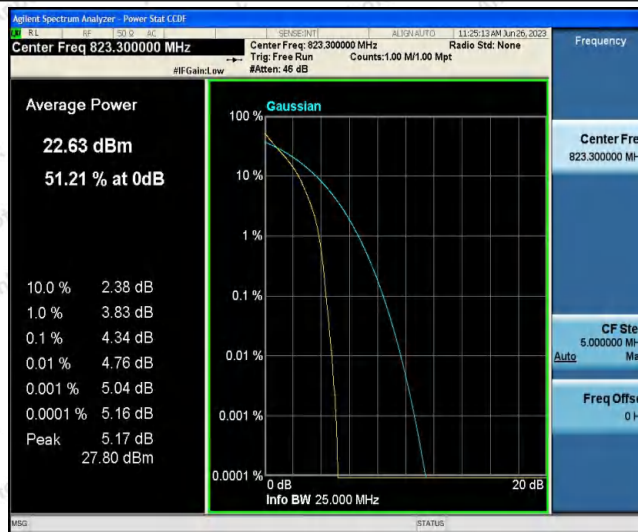 Agilent Spectrum Analyzer - Power Stat CCDF
RL RF 50 Ω AC SENSE:INT ALIGN AUTO 11:25:13 AM Jun 26, 2023
Center Freq 823.300000 MHz
Center Freq: 823.300000 MHz Radio Std: None
Trig: Free Run Counts:1.00 M/1.00 Mpt
#IFGain:Low #Atten: 46 dB
Frequency
Average Power
22.63 dBm
51.21 % at 0dB
10.0 % 2.38 dB
1.0 % 3.83 dB
0.1 % 4.34 dB
0.01 % 4.76 dB
0.001 % 5.04 dB
0.0001 % 5.16 dB
Peak 5.17 dB
27.80 dBm
Gaussian
100 %
10 %
1 %
0.1 %
0.01 %
0.001 %
0.0001 %
0 dB 20 dB
Info BW 25.000 MHz
Center Fre
823.300000 MH
CF Ste
5.000000 MH
Auto Ma
Freq Offs
0 H
MSG STATUS